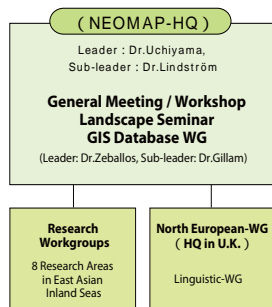 ( NEOMAP-HQ )
Leader : Dr.Uchiyama,
Sub-leader : Dr.Lindström
General Meeting / Workshop
Landscape Seminar
GIS Database WG
(Leader: Dr.Zeballos, Sub-leader: Dr.Gillam)
Research
Workgroups
8 Research Areas
in East Asian
Inland Seas
North European-WG
( HQ in U.K. )
Linguistic-WG